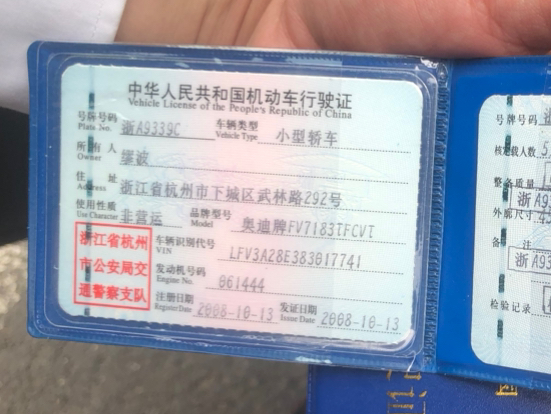 中华人民共和国机动车行驶证
Vehicle License of the People's Republic of China
号牌号码 Plate No. 浙A9339C 车辆类型 Vehicle Type 小型轿车
所有人 Owner 廖波
住址 Address 浙江省杭州市下城区武林路292号
使用性质 Use Character 非营运 品牌型号 Model 奥迪牌FV7183TFCVT
车辆识别代号 VIN LFV3A28E383017741
发动机号码 Engine No. 061444
注册日期 Register Date 2008-10-13 发证日期 Issue Date 2008-10-13
浙江省杭州
市公安局交
通警察支队
号牌号码
核定载人数 5
整备质量
浙A93
外廓尺寸
备注
浙A93
检验记录